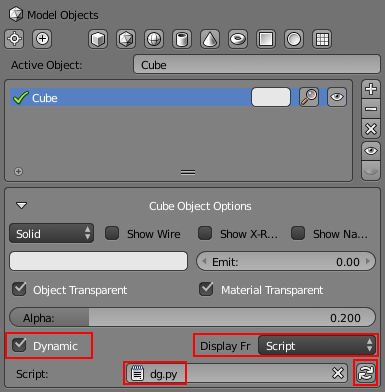 Model Objects
Active Object: Cube
Cube
Cube Object Options
Solid Show Wire Show X-R... Show Na...
Emit: 0.00
Object Transparent Material Transparent
Alpha: 0.200
Dynamic Display Fr Script
Script: dg.py